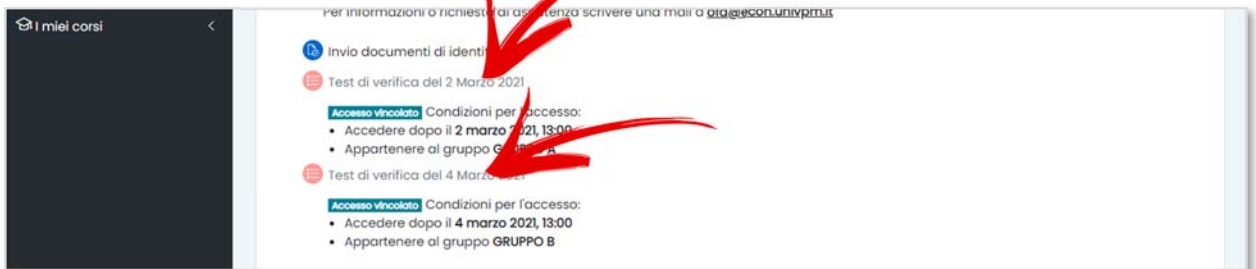 I miei corsi
Per informazioni o richiesta di assistenza scrivere una mail a ofa@econ.univpm.it
Invio documenti di identit
Test di verifica del 2 Marzo 2021
Accesso vincolato Condizioni per l'accesso:
• Accedere dopo il 2 marzo 2021, 13:00
• Appartenere al gruppo GRUPPO A
Test di verifica del 4 Marzo 2021
Accesso vincolato Condizioni per l'accesso:
• Accedere dopo il 4 marzo 2021, 13:00
• Appartenere al gruppo GRUPPO B